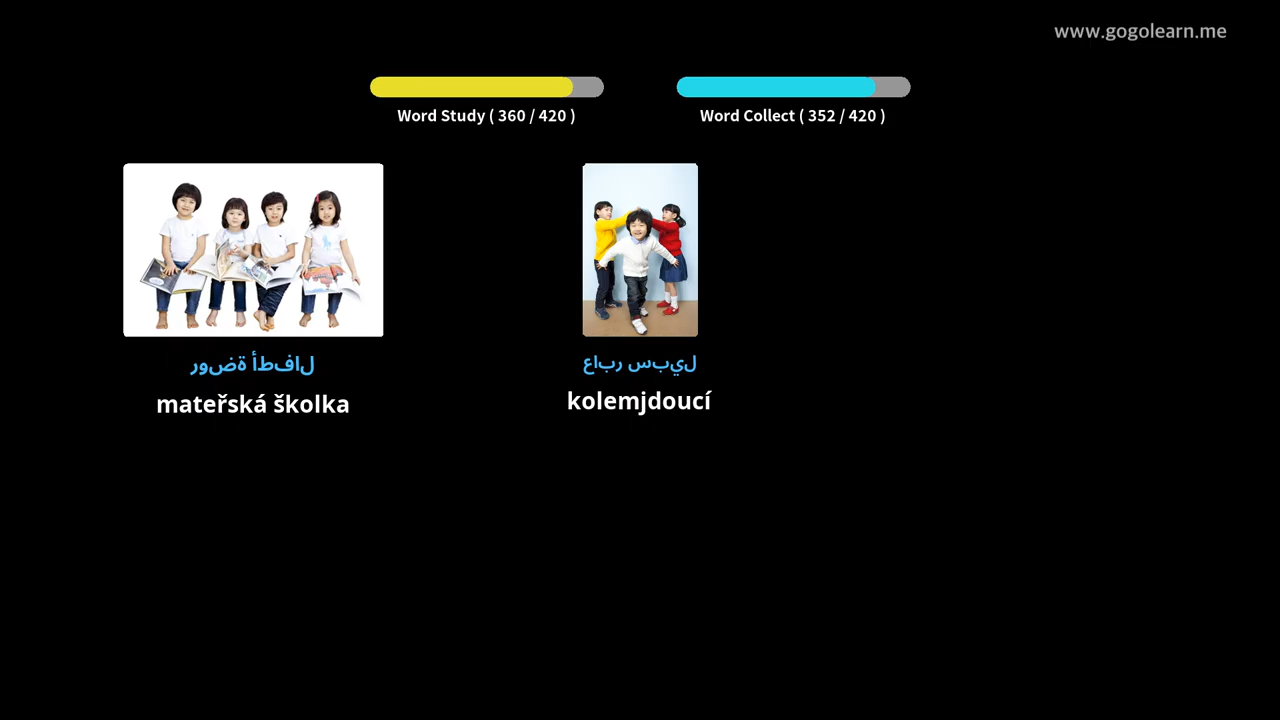 www.gogolearn.me
Word Study ( 360 / 420 )
Word Collect ( 352 / 420 )
روضة أطفال
mateřská školka
عابر سبيل
kolemjdoucí